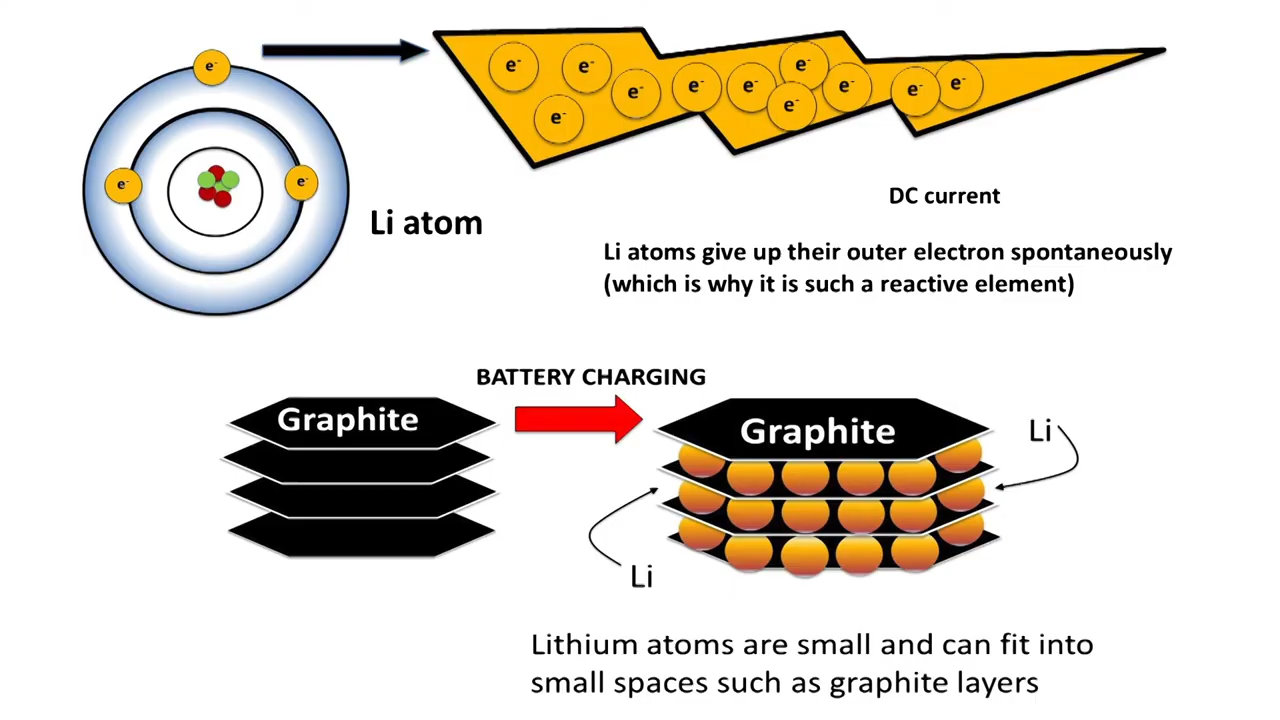 e-
e-
e-
Li atom
e-
e-
e-
e-
e-
e-
e-
e-
e-
e-
e-
DC current
Li atoms give up their outer electron spontaneously
(which is why it is such a reactive element)
BATTERY CHARGING
Graphite
Graphite
Li
Li
Lithium atoms are small and can fit into
small spaces such as graphite layers